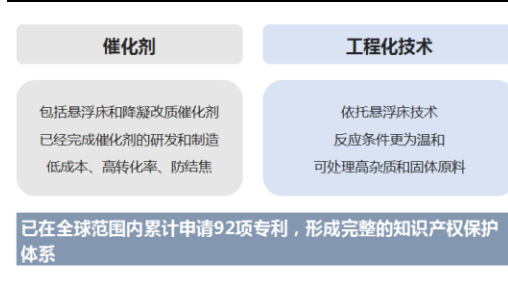 催化剂
工程化技术
包括悬浮床和降凝改质催化剂
已经完成催化剂的研发和制造
低成本、高转化率、防结焦
依托悬浮床技术
反应条件更为温和
可处理高杂质和固体原料
已在全球范围内累计申请92项专利，形成完整的知识产权保护
体系